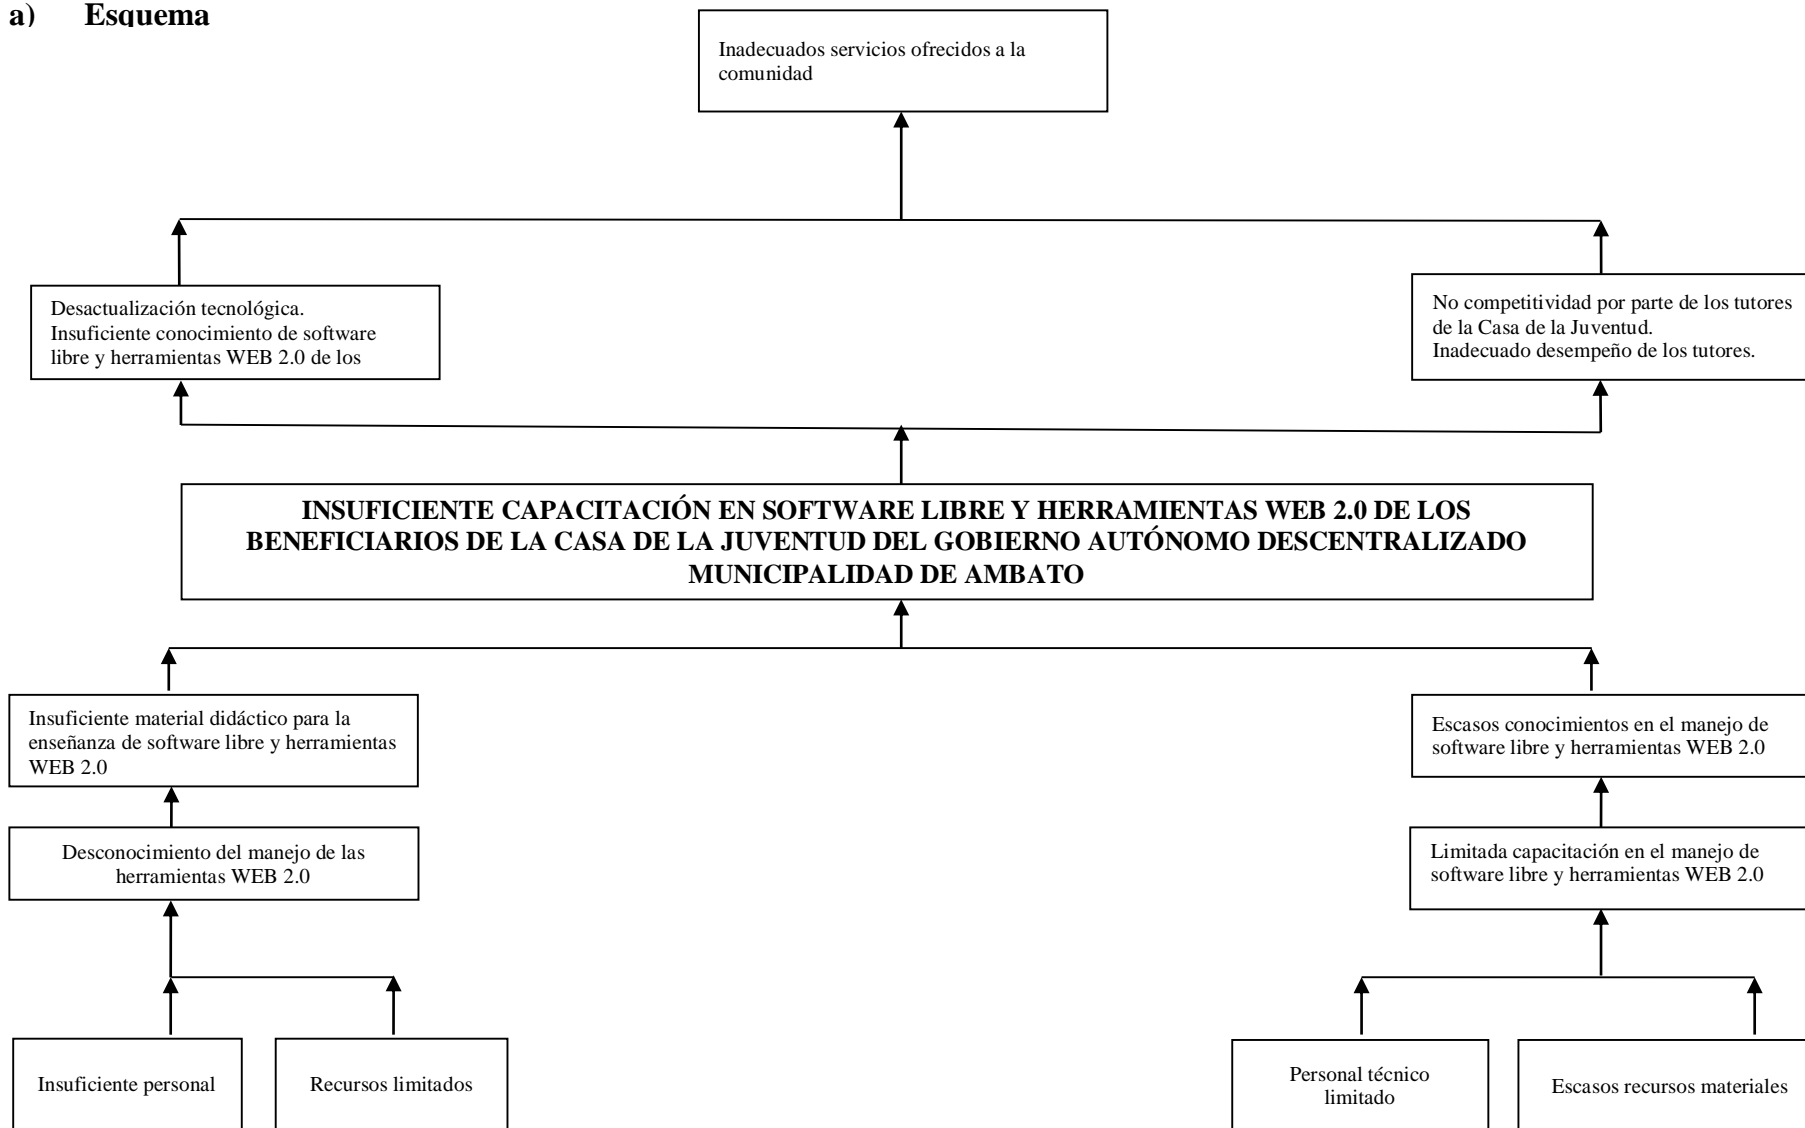 a) Esquema
Inadecuados servicios ofrecidos a la
comunidad
Desactualización tecnológica.
Insuficiente conocimiento de software
libre y herramientas WEB 2.0 de los
No competitividad por parte de los tutores
de la Casa de la Juventud.
Inadecuado desempeño de los tutores.
INSUFICIENTE CAPACITACIÓN EN SOFTWARE LIBRE Y HERRAMIENTAS WEB 2.0 DE LOS
BENEFICIARIOS DE LA CASA DE LA JUVENTUD DEL GOBIERNO AUTÓNOMO DESCENTRALIZADO
MUNICIPALIDAD DE AMBATO
Insuficiente material didáctico para la
enseñanza de software libre y herramientas
WEB 2.0
Escasos conocimientos en el manejo de
software libre y herramientas WEB 2.0
Desconocimiento del manejo de las
herramientas WEB 2.0
Limitada capacitación en el manejo de
software libre y herramientas WEB 2.0
Insuficiente personal
Recursos limitados
Personal técnico
limitado
Escasos recursos materiales